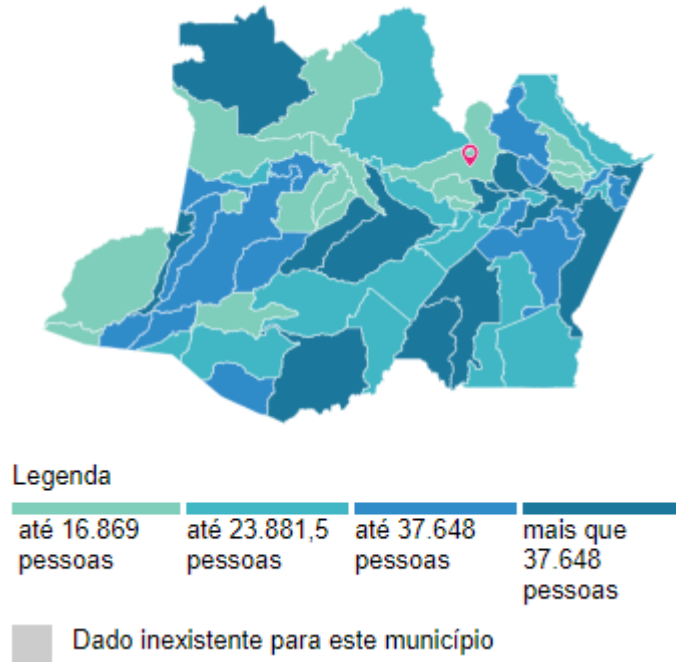 Legenda
até 16.869 pessoas
até 23.881,5 pessoas
até 37.648 pessoas
mais que 37.648 pessoas
Dado inexistente para este município